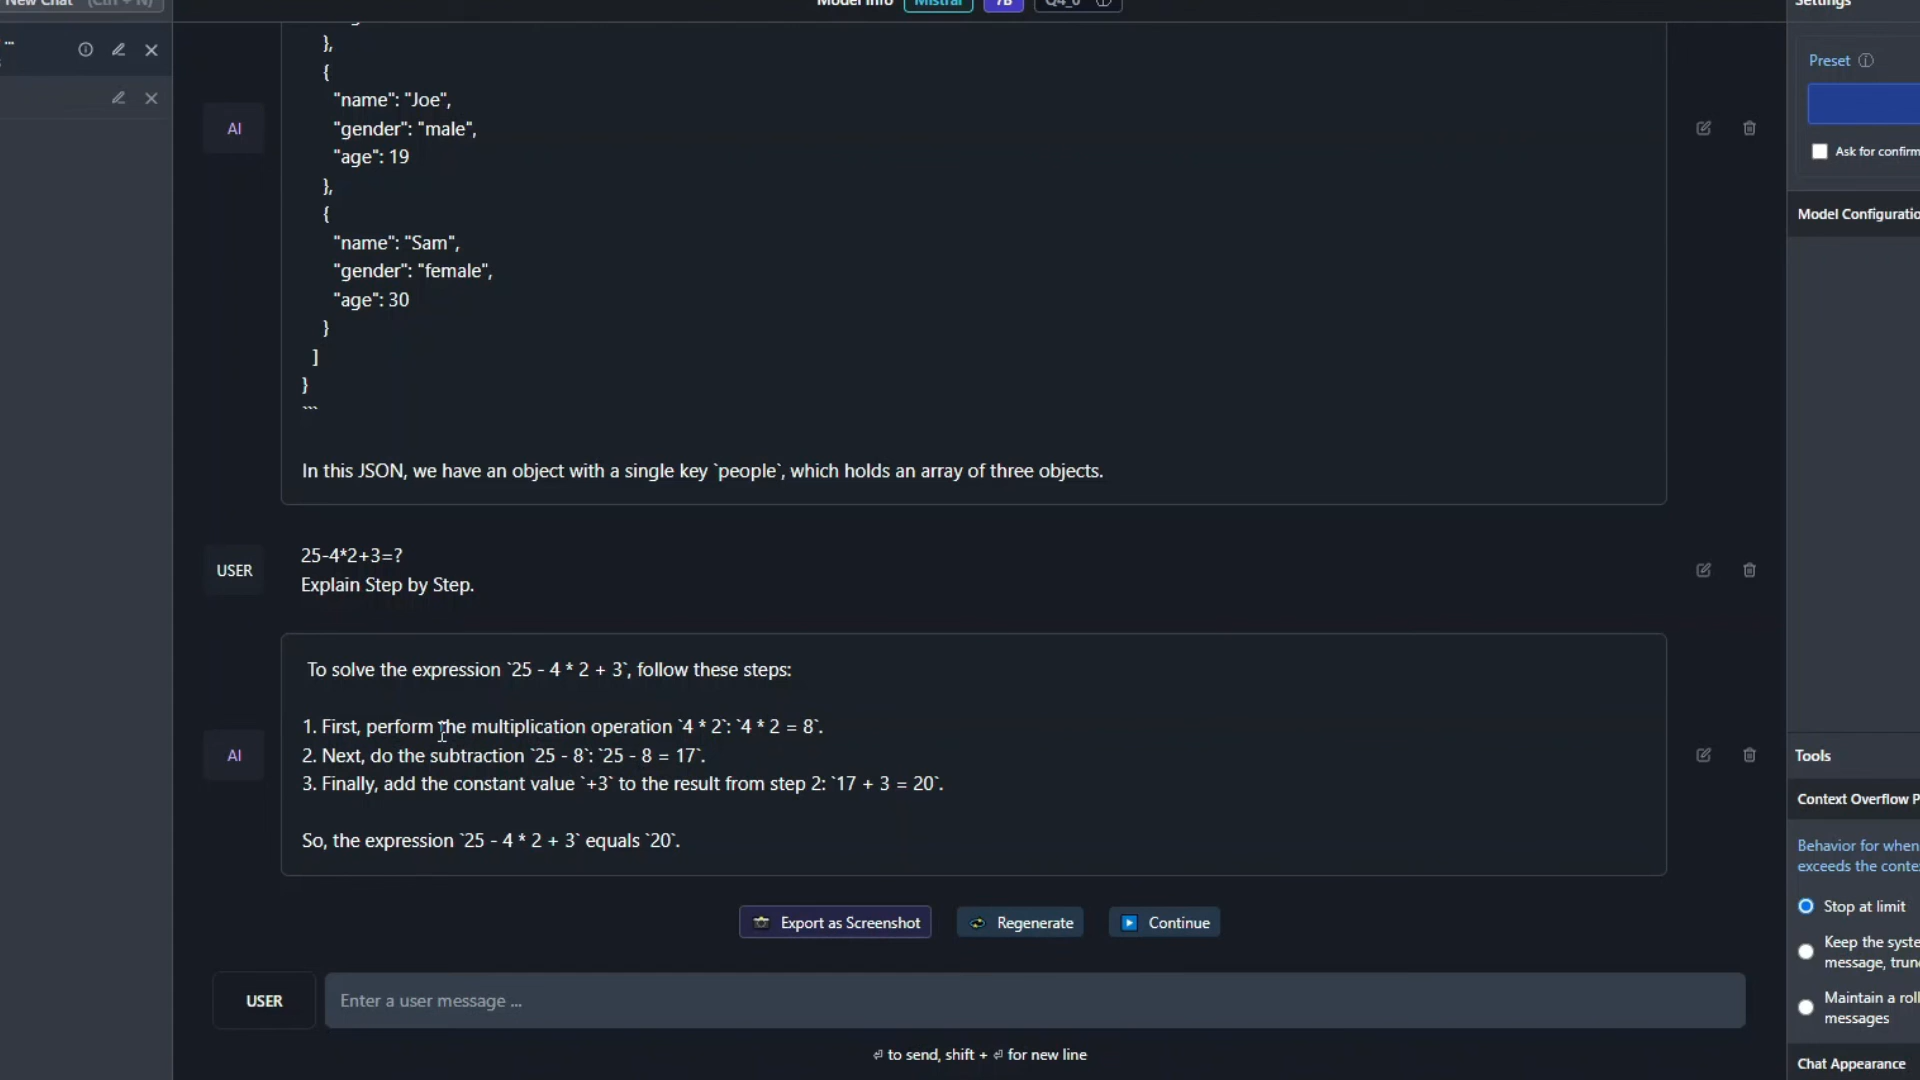 New Chat (Ctrl + N)
Model Info Mistral 7B Q4_0
Settings
...
},
{
"name": "Joe",
"gender": "male",
"age": 19
},
{
"name": "Sam",
"gender": "female",
"age": 30
}
]
}
```
In this JSON, we have an object with a single key `people`, which holds an array of three objects.
AI
USER
25-4*2+3=?
Explain Step by Step.
AI
To solve the expression `25 - 4 * 2 + 3`, follow these steps:
1. First, perform the multiplication operation `4 * 2`: `4 * 2 = 8`.
2. Next, do the subtraction `25 - 8`: `25 - 8 = 17`.
3. Finally, add the constant value `+3` to the result from step 2: `17 + 3 = 20`.
So, the expression `25 - 4 * 2 + 3` equals `20`.
Export as Screenshot
Regenerate
Continue
USER
Enter a user message ...
⏎ to send, shift + ⏎ for new line
Preset
Ask for confirm
Model Configuratio
Tools
Context Overflow P
Behavior for when
exceeds the conte
Stop at limit
Keep the syste
message, trun
Maintain a roll
messages
Chat Appearance